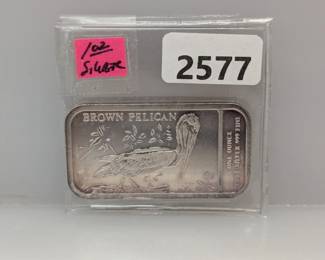 1oz
Silver
2577
BROWN PELICAN
ONE OUNCE